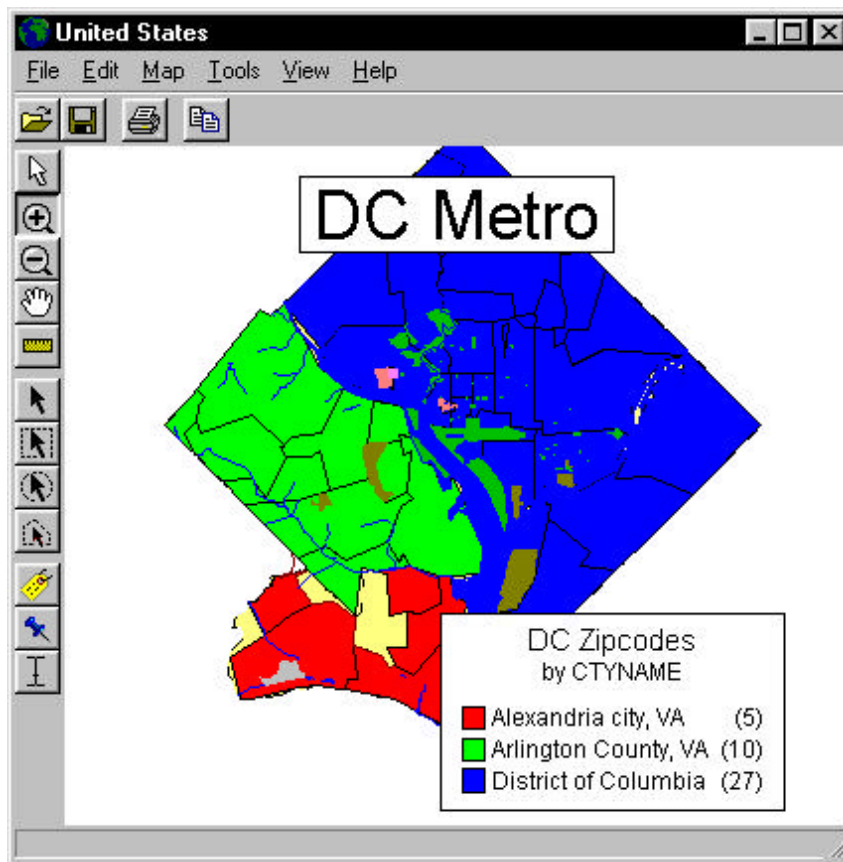 United States
File Edit Map Tools View Help
DC Metro
DC Zipcodes
by CTYNAME
Alexandria city, VA (5)
Arlington County, VA (10)
District of Columbia (27)